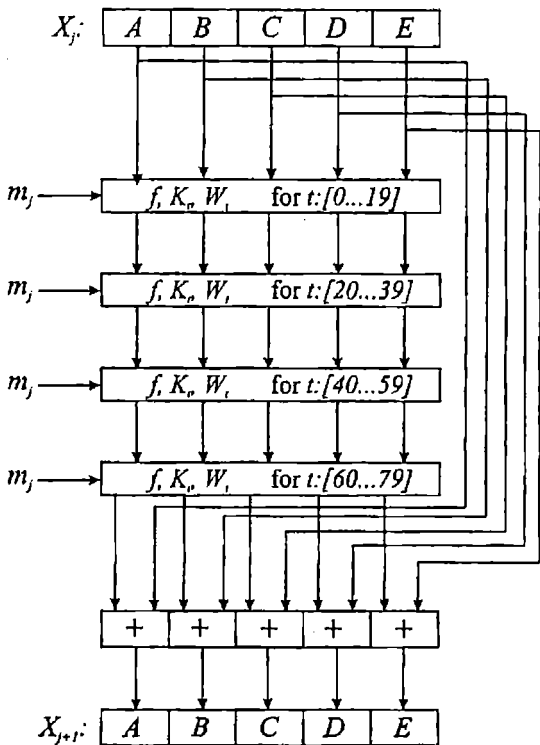 X_j: A B C D E
m_j f, K_t, W_t for t:[0...19]
m_j f, K_t, W_t for t:[20...39]
m_j f, K_t, W_t for t:[40...59]
m_j f, K_t, W_t for t:[60...79]
+ + + + +
X_{j+1}: A B C D E